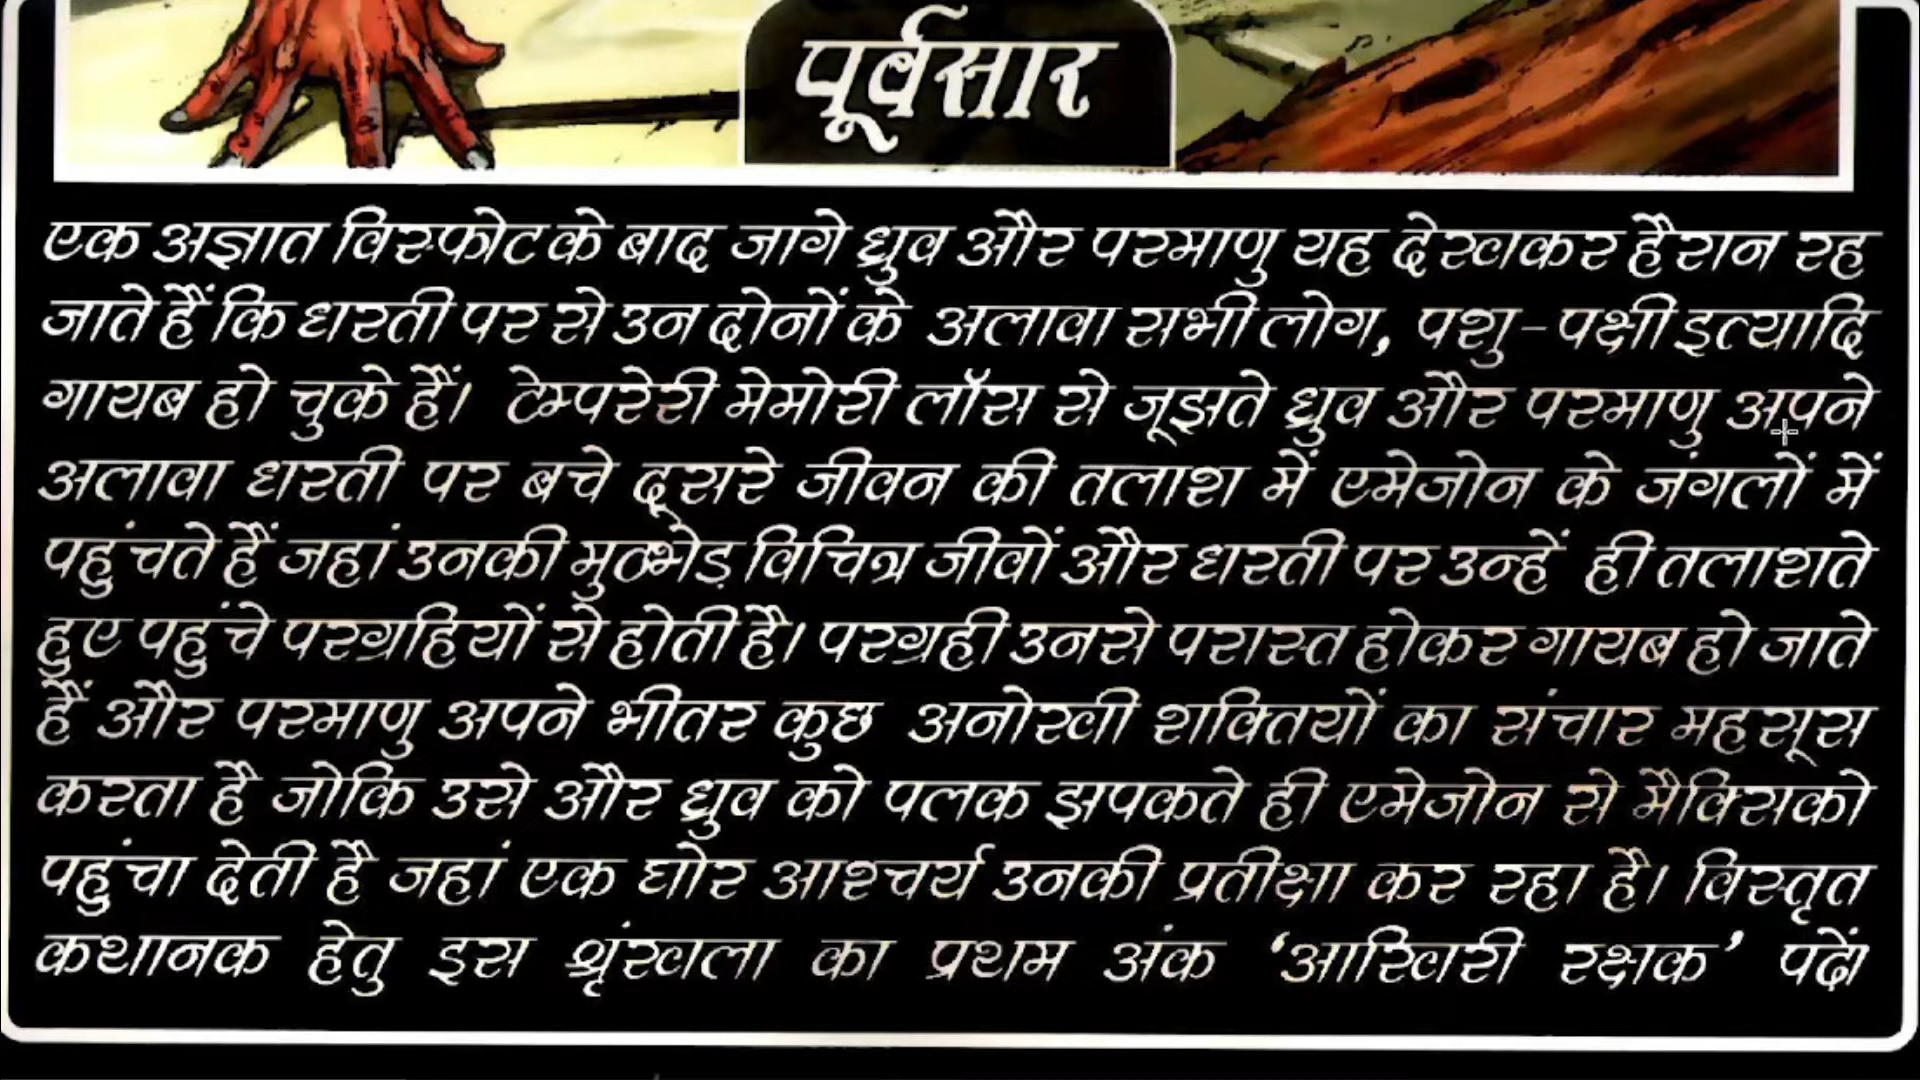 पूर्वसार
एक अज्ञात विस्फोट के बाद जागे ध्रुव और परमाणु यह देखकर हैरान रह
जाते हैं कि धरती पर से उन दोनों के अलावा सभी लोग, पशु-पक्षी इत्यादि
गायब हो चुके हैं। टेम्परेरी मेमोरी लॉस से जूझते ध्रुव और परमाणु अपने
अलावा धरती पर बचे दूसरे जीवन की तलाश में एमेजोन के जंगलों में
पहुंचते हैं जहां उनकी मुठभेड़ विचित्र जीवों और धरती पर उन्हें ही तलाशते
हुए पहुंचे परग्रहियों से होती है। परग्रही उनसे परास्त होकर गायब हो जाते
हैं और परमाणु अपने भीतर कुछ अनोखी शक्तियों का संचार महसूस
करता है जोकि उसे और ध्रुव को पलक झपकते ही एमेजोन से मैक्सिको
पहुंचा देती है जहां एक घोर आश्चर्य उनकी प्रतीक्षा कर रहा है। विस्तृत
कथानक हेतु इस श्रृंखला का प्रथम अंक ‘आखिरी रक्षक’ पढ़ें।